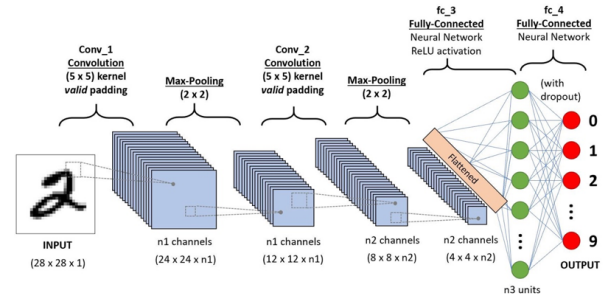 Conv_1
Convolution
(5 x 5) kernel
valid padding
Max-Pooling
(2 x 2)
Conv_2
Convolution
(5 x 5) kernel
valid padding
Max-Pooling
(2 x 2)
fc_3
Fully-Connected
Neural Network
ReLU activation
fc_4
Fully-Connected
Neural Network
(with
dropout)
Flattened
0
1
2
9
2
INPUT
(28 x 28 x 1)
n1 channels
(24 x 24 x n1)
n1 channels
(12 x 12 x n1)
n2 channels
(8 x 8 x n2)
n2 channels
(4 x 4 x n2)
n3 units
OUTPUT